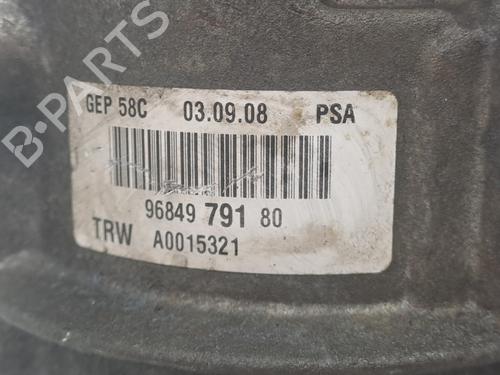 B-PARTS
GEP 58C 03.09.08 PSA
96849 791 80
TRW A0015321